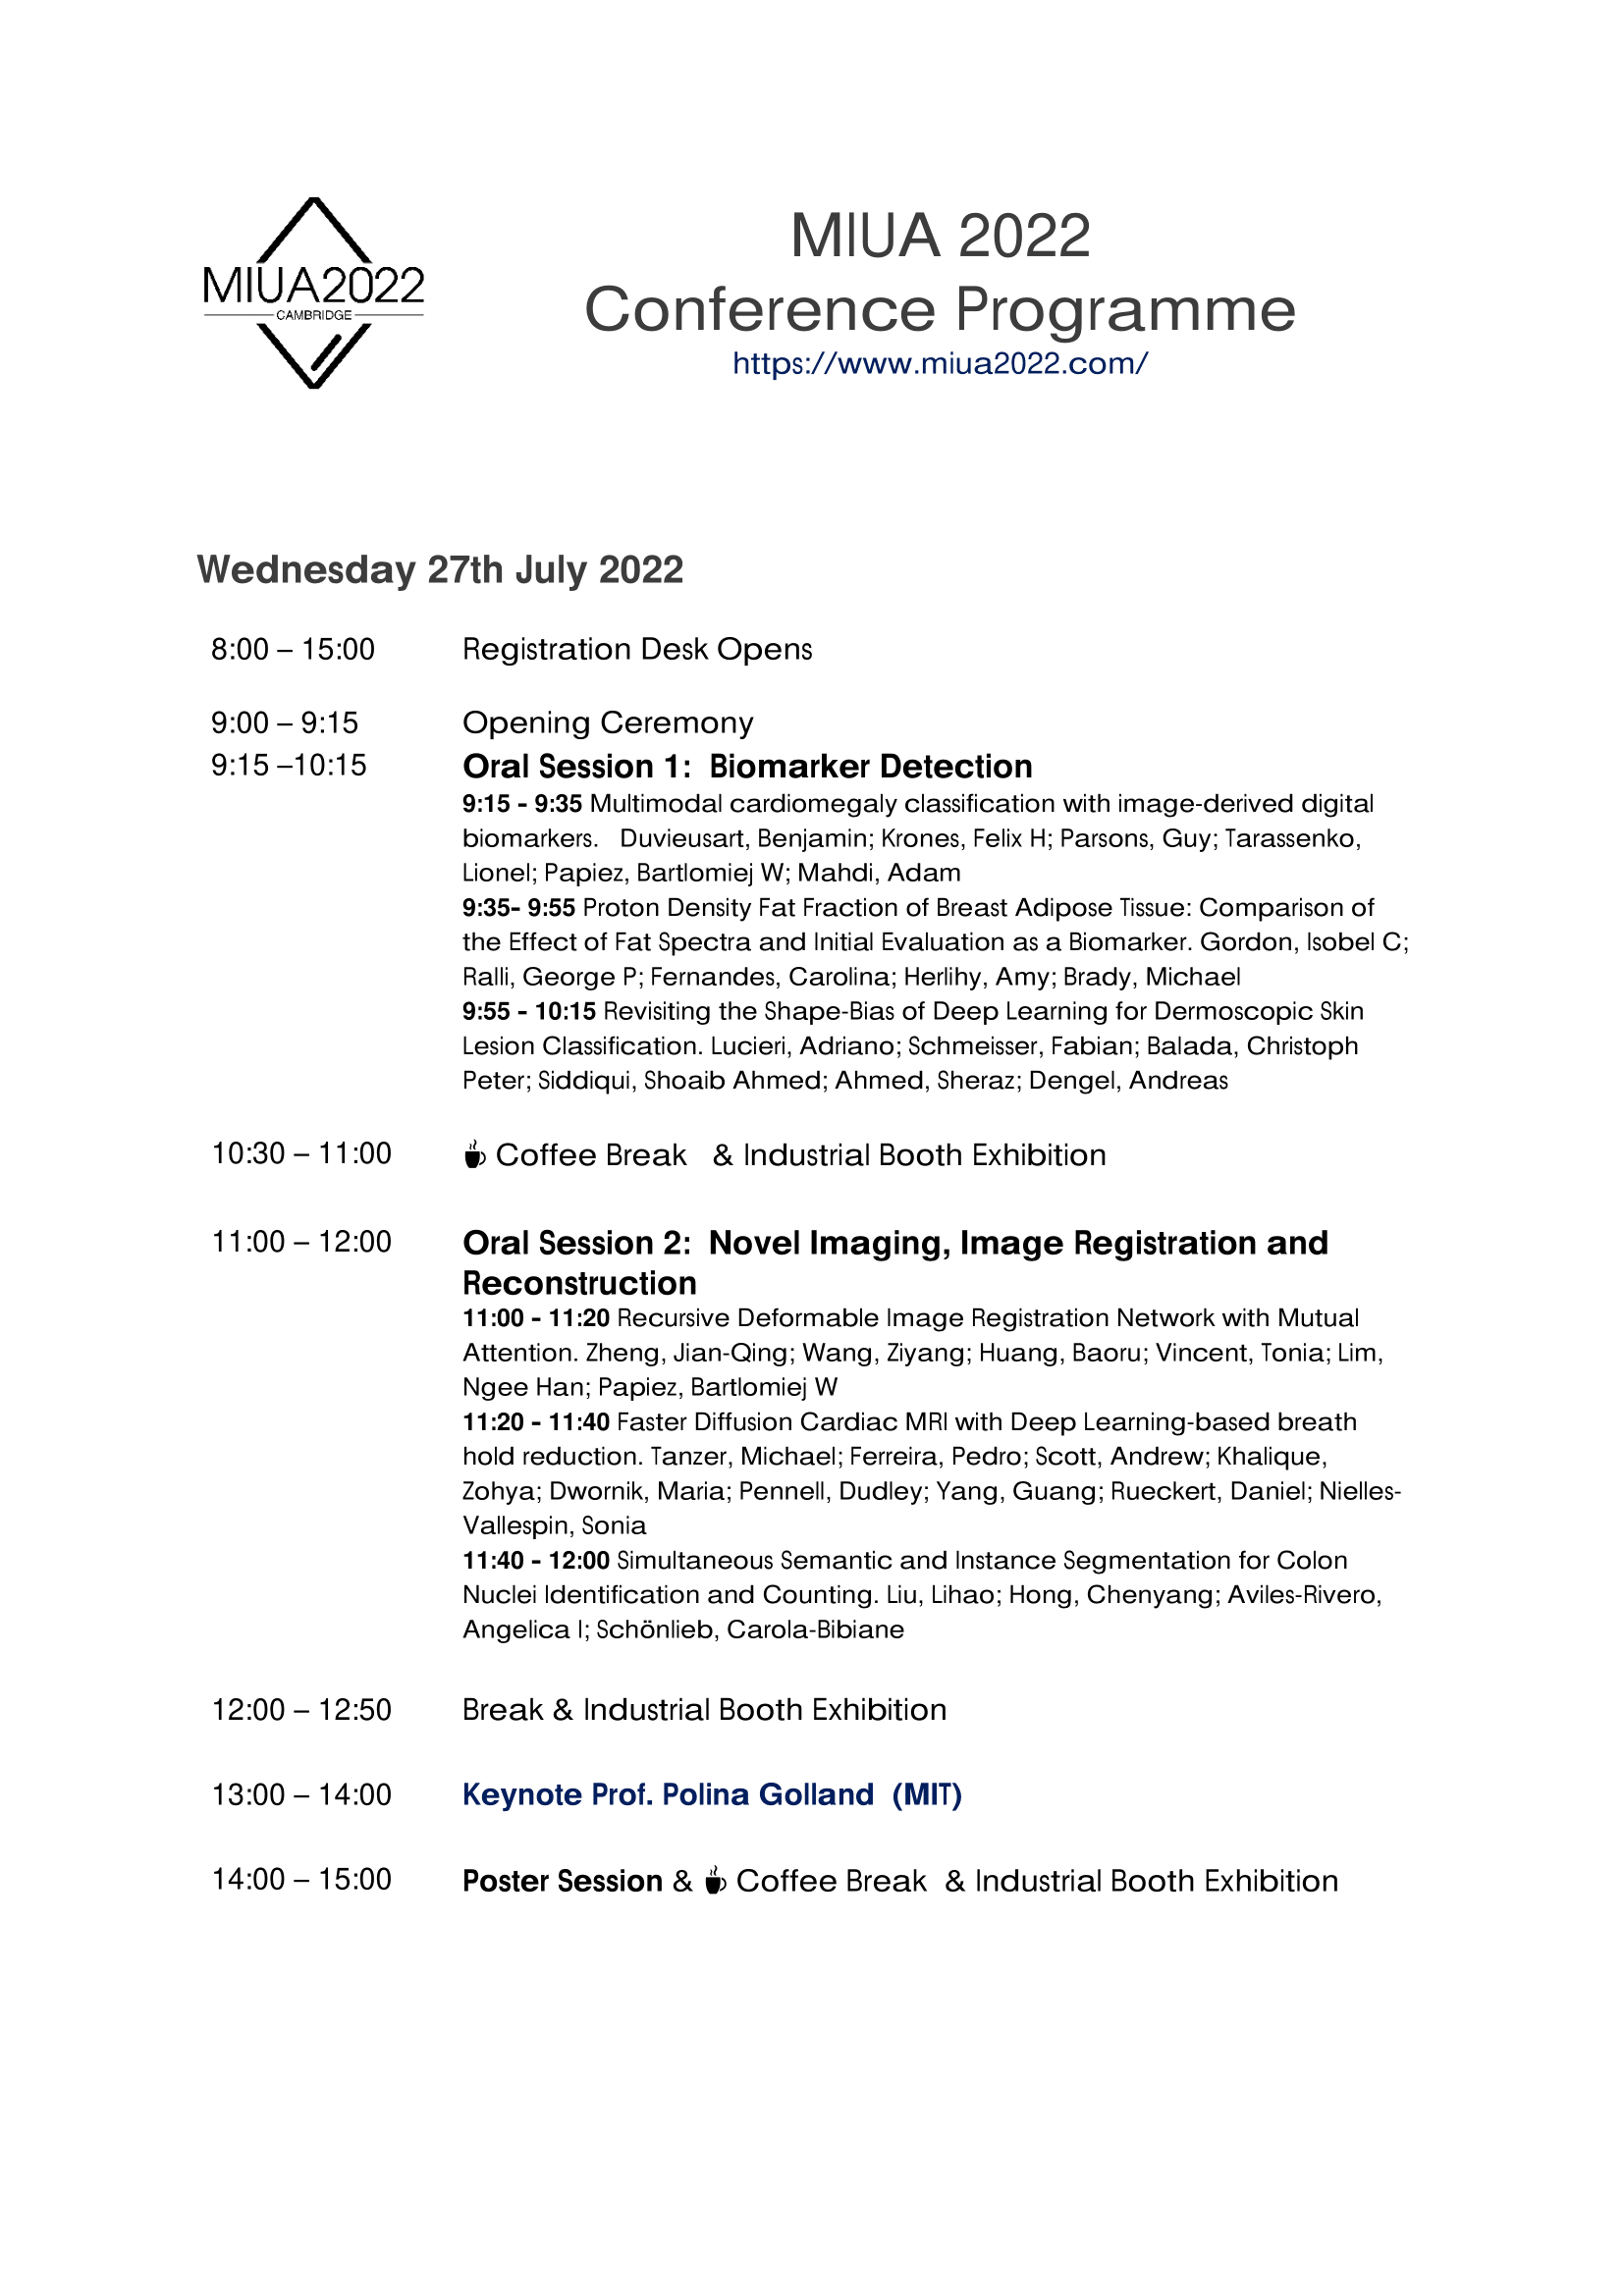 MIUA2022
CAMBRIDGE
MIUA 2022
Conference Programme
https://www.miua2022.com/
Wednesday 27th July 2022
8:00 – 15:00 Registration Desk Opens
9:00 – 9:15 Opening Ceremony
9:15 –10:15 Oral Session 1: Biomarker Detection
9:15 - 9:35 Multimodal cardiomegaly classification with image-derived digital
biomarkers. Duvieusart, Benjamin; Krones, Felix H; Parsons, Guy; Tarassenko,
Lionel; Papiez, Bartlomiej W; Mahdi, Adam
9:35- 9:55 Proton Density Fat Fraction of Breast Adipose Tissue: Comparison of
the Effect of Fat Spectra and Initial Evaluation as a Biomarker. Gordon, Isobel C;
Ralli, George P; Fernandes, Carolina; Herlihy, Amy; Brady, Michael
9:55 - 10:15 Revisiting the Shape-Bias of Deep Learning for Dermoscopic Skin
Lesion Classification. Lucieri, Adriano; Schmeisser, Fabian; Balada, Christoph
Peter; Siddiqui, Shoaib Ahmed; Ahmed, Sheraz; Dengel, Andreas
10:30 – 11:00 Coffee Break & Industrial Booth Exhibition
11:00 – 12:00 Oral Session 2: Novel Imaging, Image Registration and
Reconstruction
11:00 - 11:20 Recursive Deformable Image Registration Network with Mutual
Attention. Zheng, Jian-Qing; Wang, Ziyang; Huang, Baoru; Vincent, Tonia; Lim,
Ngee Han; Papiez, Bartlomiej W
11:20 - 11:40 Faster Diffusion Cardiac MRI with Deep Learning-based breath
hold reduction. Tanzer, Michael; Ferreira, Pedro; Scott, Andrew; Khalique,
Zohya; Dwornik, Maria; Pennell, Dudley; Yang, Guang; Rueckert, Daniel; Nielles-
Vallespin, Sonia
11:40 - 12:00 Simultaneous Semantic and Instance Segmentation for Colon
Nuclei Identification and Counting. Liu, Lihao; Hong, Chenyang; Aviles-Rivero,
Angelica I; Schönlieb, Carola-Bibiane
12:00 – 12:50 Break & Industrial Booth Exhibition
13:00 – 14:00 Keynote Prof. Polina Golland (MIT)
14:00 – 15:00 Poster Session & Coffee Break & Industrial Booth Exhibition